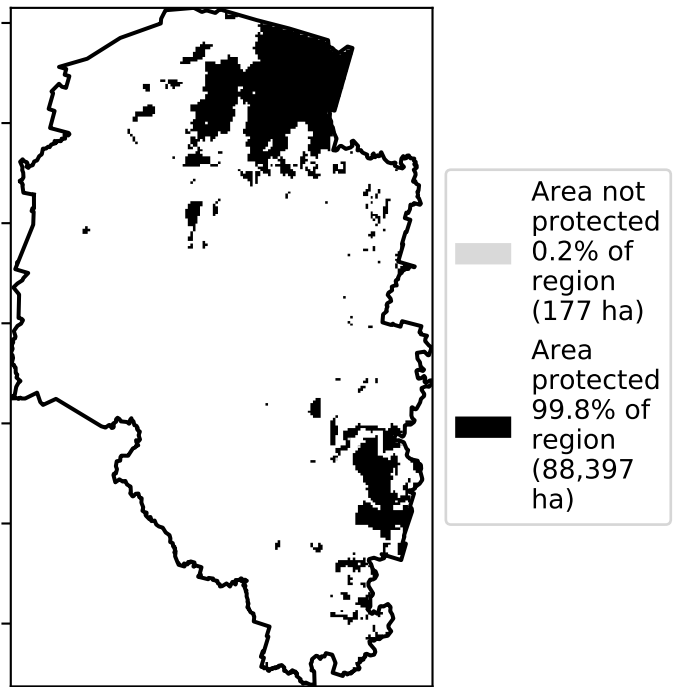 Area not
protected
0.2% of
region
(177 ha)
Area
protected
99.8% of
region
(88,397
ha)